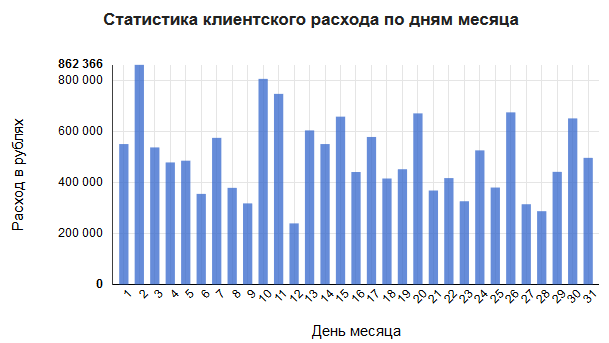 Статистика клиентского расхода по дням месяца
862 366
800 000
600 000
400 000
200 000
0
Расход в рублях
1 2 3 4 5 6 7 8 9 10 11 12 13 14 15 16 17 18 19 20 21 22 23 24 25 26 27 28 29 30 31
День месяца